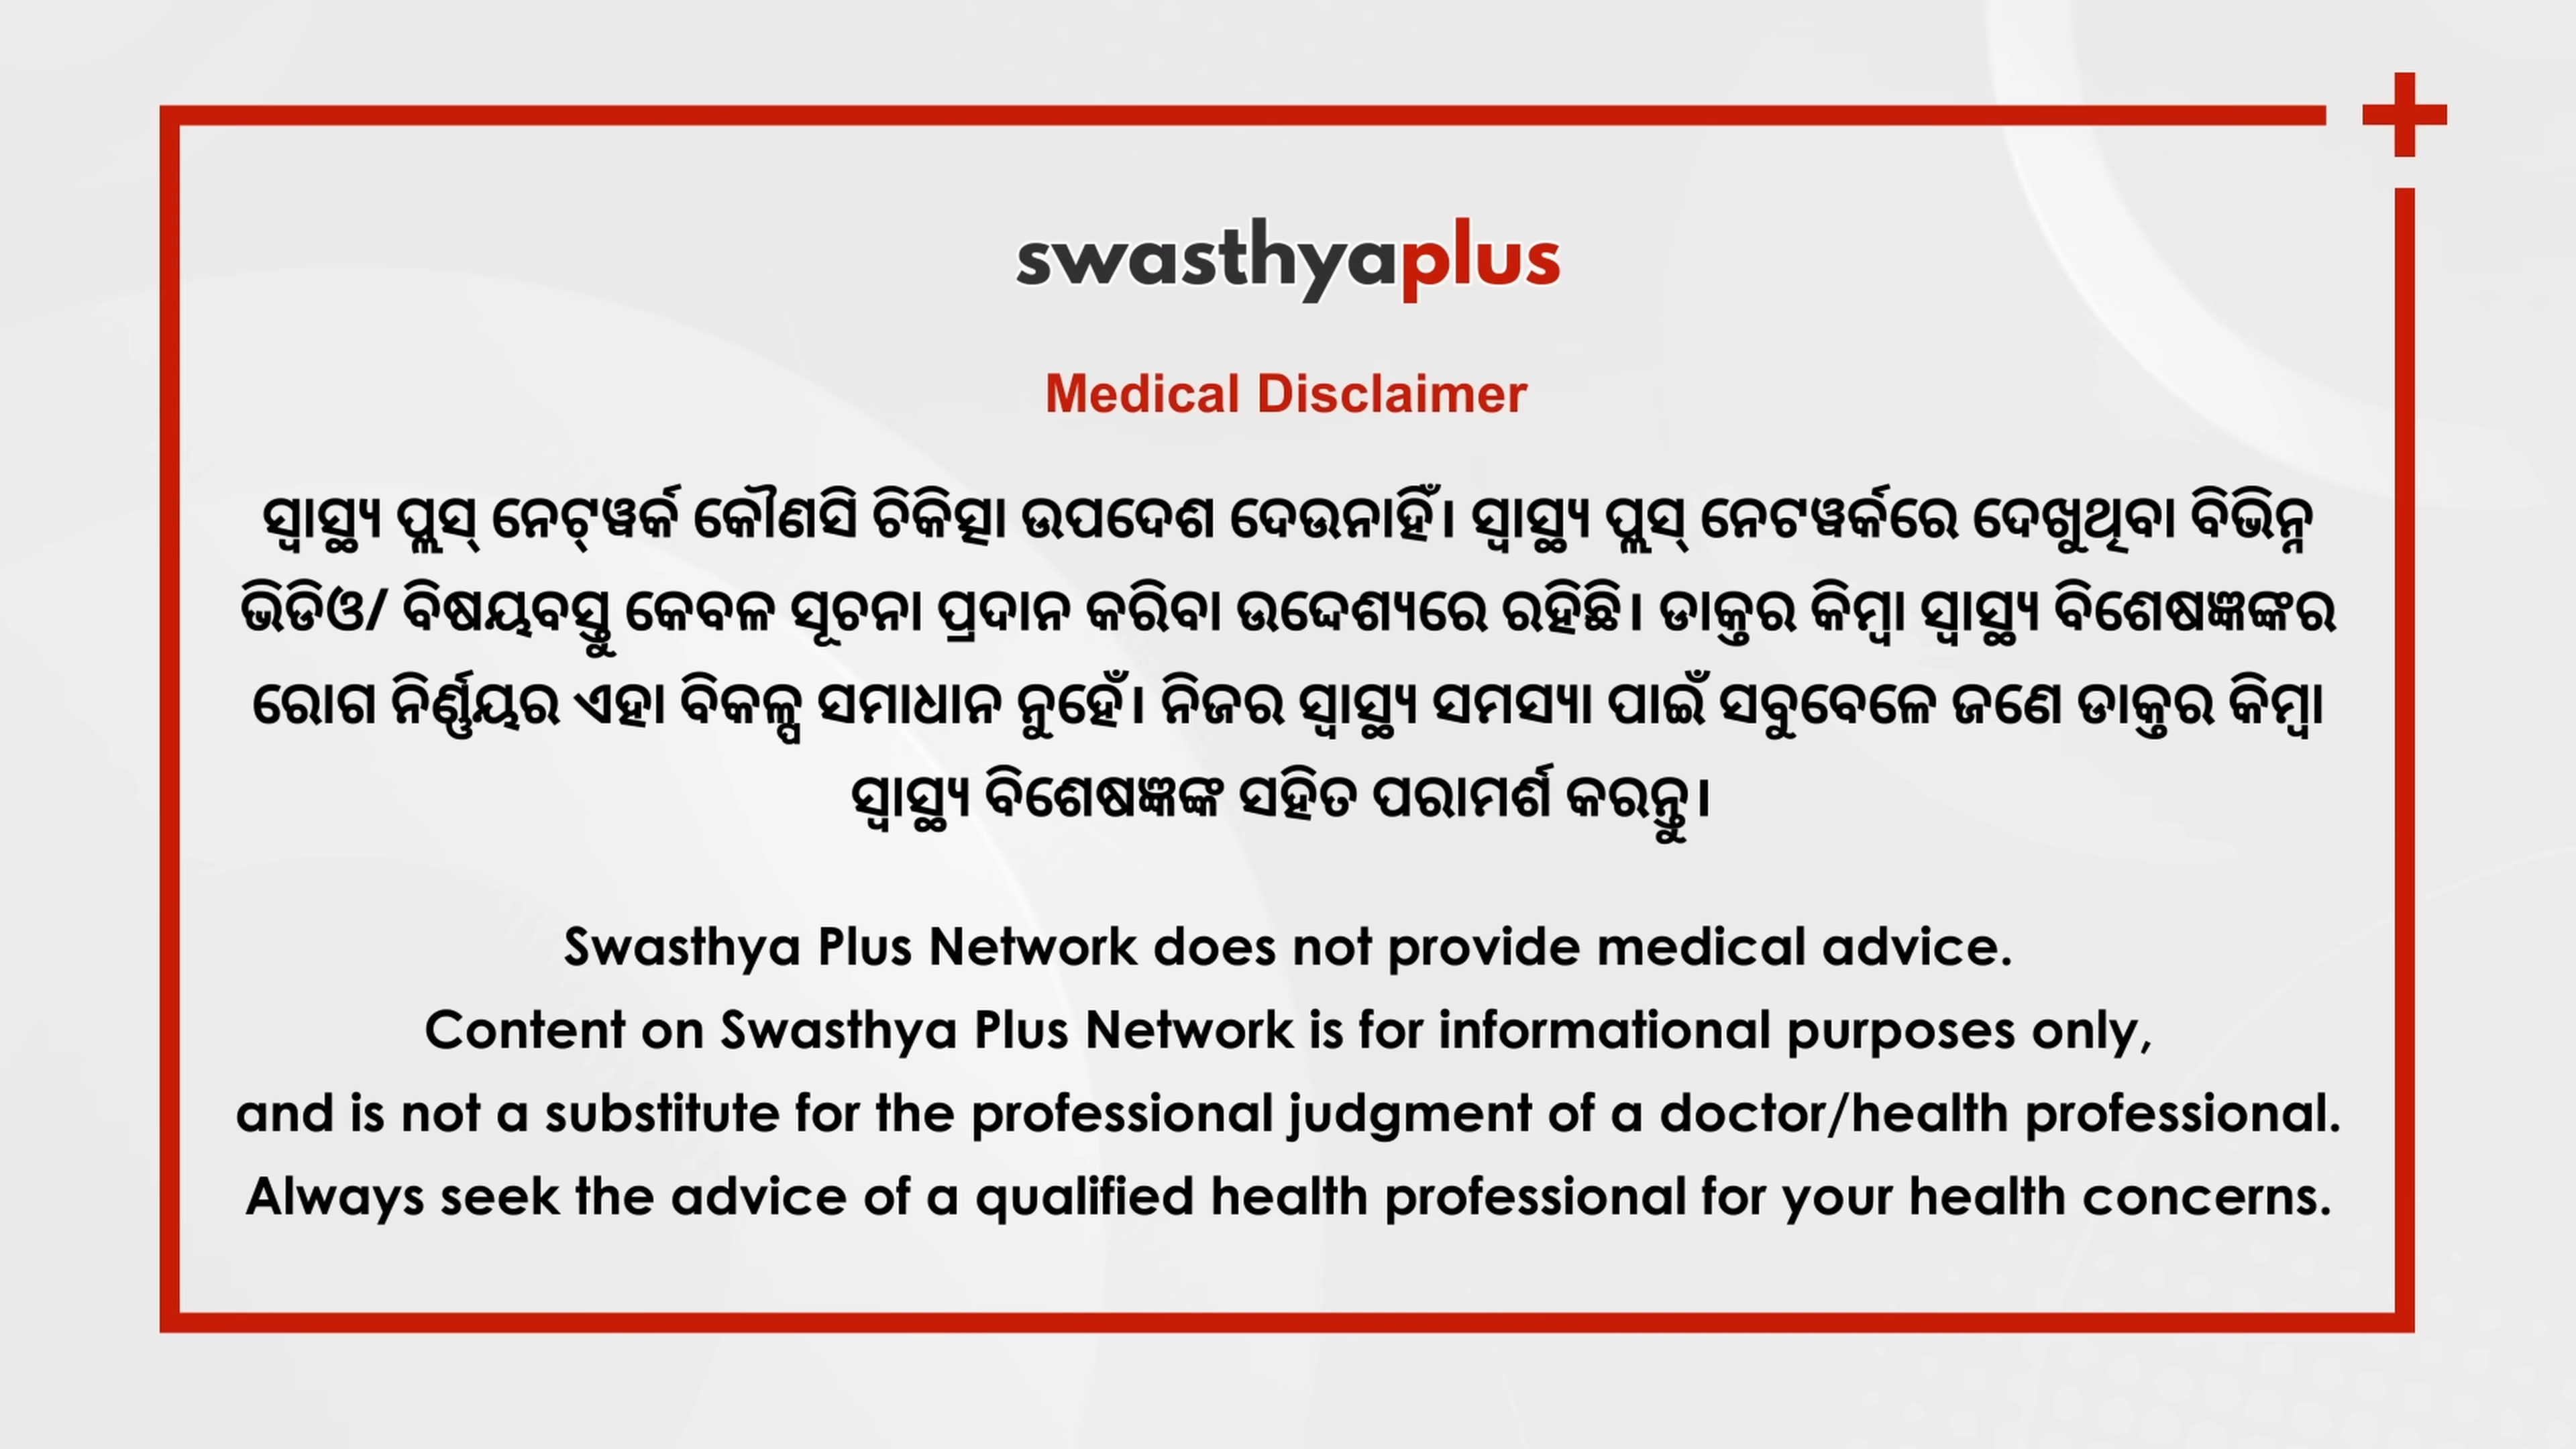 swasthyaplus
Medical Disclaimer
ସ୍ୱାସ୍ଥ୍ୟ ପ୍ଲସ୍ ନେଟ୍ୱର୍କ କୌଣସି ଚିକିତ୍ସା ଉପଦେଶ ଦେଉନାହିଁ। ସ୍ୱାସ୍ଥ୍ୟ ପ୍ଲସ୍ ନେଟୱର୍କରେ ଦେଖୁଥିବା ବିଭିନ୍ନ
ଭିଡିଓ/ ବିଷୟବସ୍ତୁ କେବଳ ସୂଚନା ପ୍ରଦାନ କରିବା ଉଦ୍ଦେଶ୍ୟରେ ରହିଛି। ଡାକ୍ତର କିମ୍ବା ସ୍ୱାସ୍ଥ୍ୟ ବିଶେଷଜ୍ଞଙ୍କର
ରୋଗ ନିର୍ଣ୍ଣୟର ଏହା ବିକଳ୍ପ ସମାଧାନ ନୁହେଁ। ନିଜର ସ୍ୱାସ୍ଥ୍ୟ ସମସ୍ୟା ପାଇଁ ସବୁବେଳେ ଜଣେ ଡାକ୍ତର କିମ୍ବା
ସ୍ୱାସ୍ଥ୍ୟ ବିଶେଷଜ୍ଞଙ୍କ ସହିତ ପରାମର୍ଶ କରନ୍ତୁ।
Swasthya Plus Network does not provide medical advice.
Content on Swasthya Plus Network is for informational purposes only,
and is not a substitute for the professional judgment of a doctor/health professional.
Always seek the advice of a qualified health professional for your health concerns.